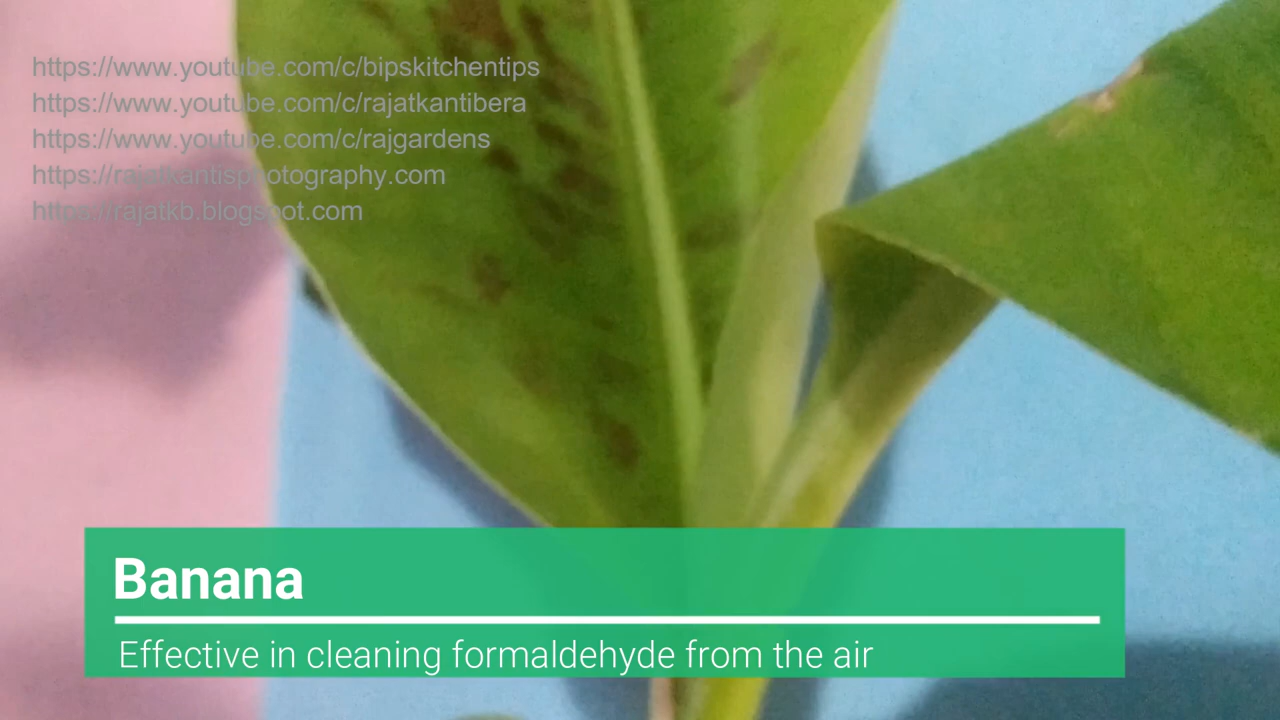 https://www.youtube.com/c/bipskitchentips
https://www.youtube.com/c/rajatkantibera
https://www.youtube.com/c/rajgardens
https://rajatkantisphotography.com
https://rajatkb.blogspot.com
Banana
Effective in cleaning formaldehyde from the air